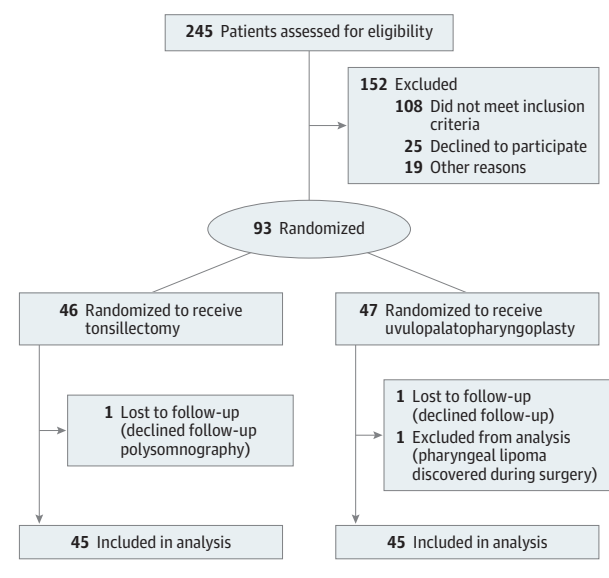 245 Patients assessed for eligibility
152 Excluded
108 Did not meet inclusion
criteria
25 Declined to participate
19 Other reasons
93 Randomized
46 Randomized to receive
tonsillectomy
47 Randomized to receive
uvulopalatopharyngoplasty
1 Lost to follow-up
(declined follow-up
polysomnography)
1 Lost to follow-up
(declined follow-up)
1 Excluded from analysis
(pharyngeal lipoma
discovered during surgery)
45 Included in analysis
45 Included in analysis